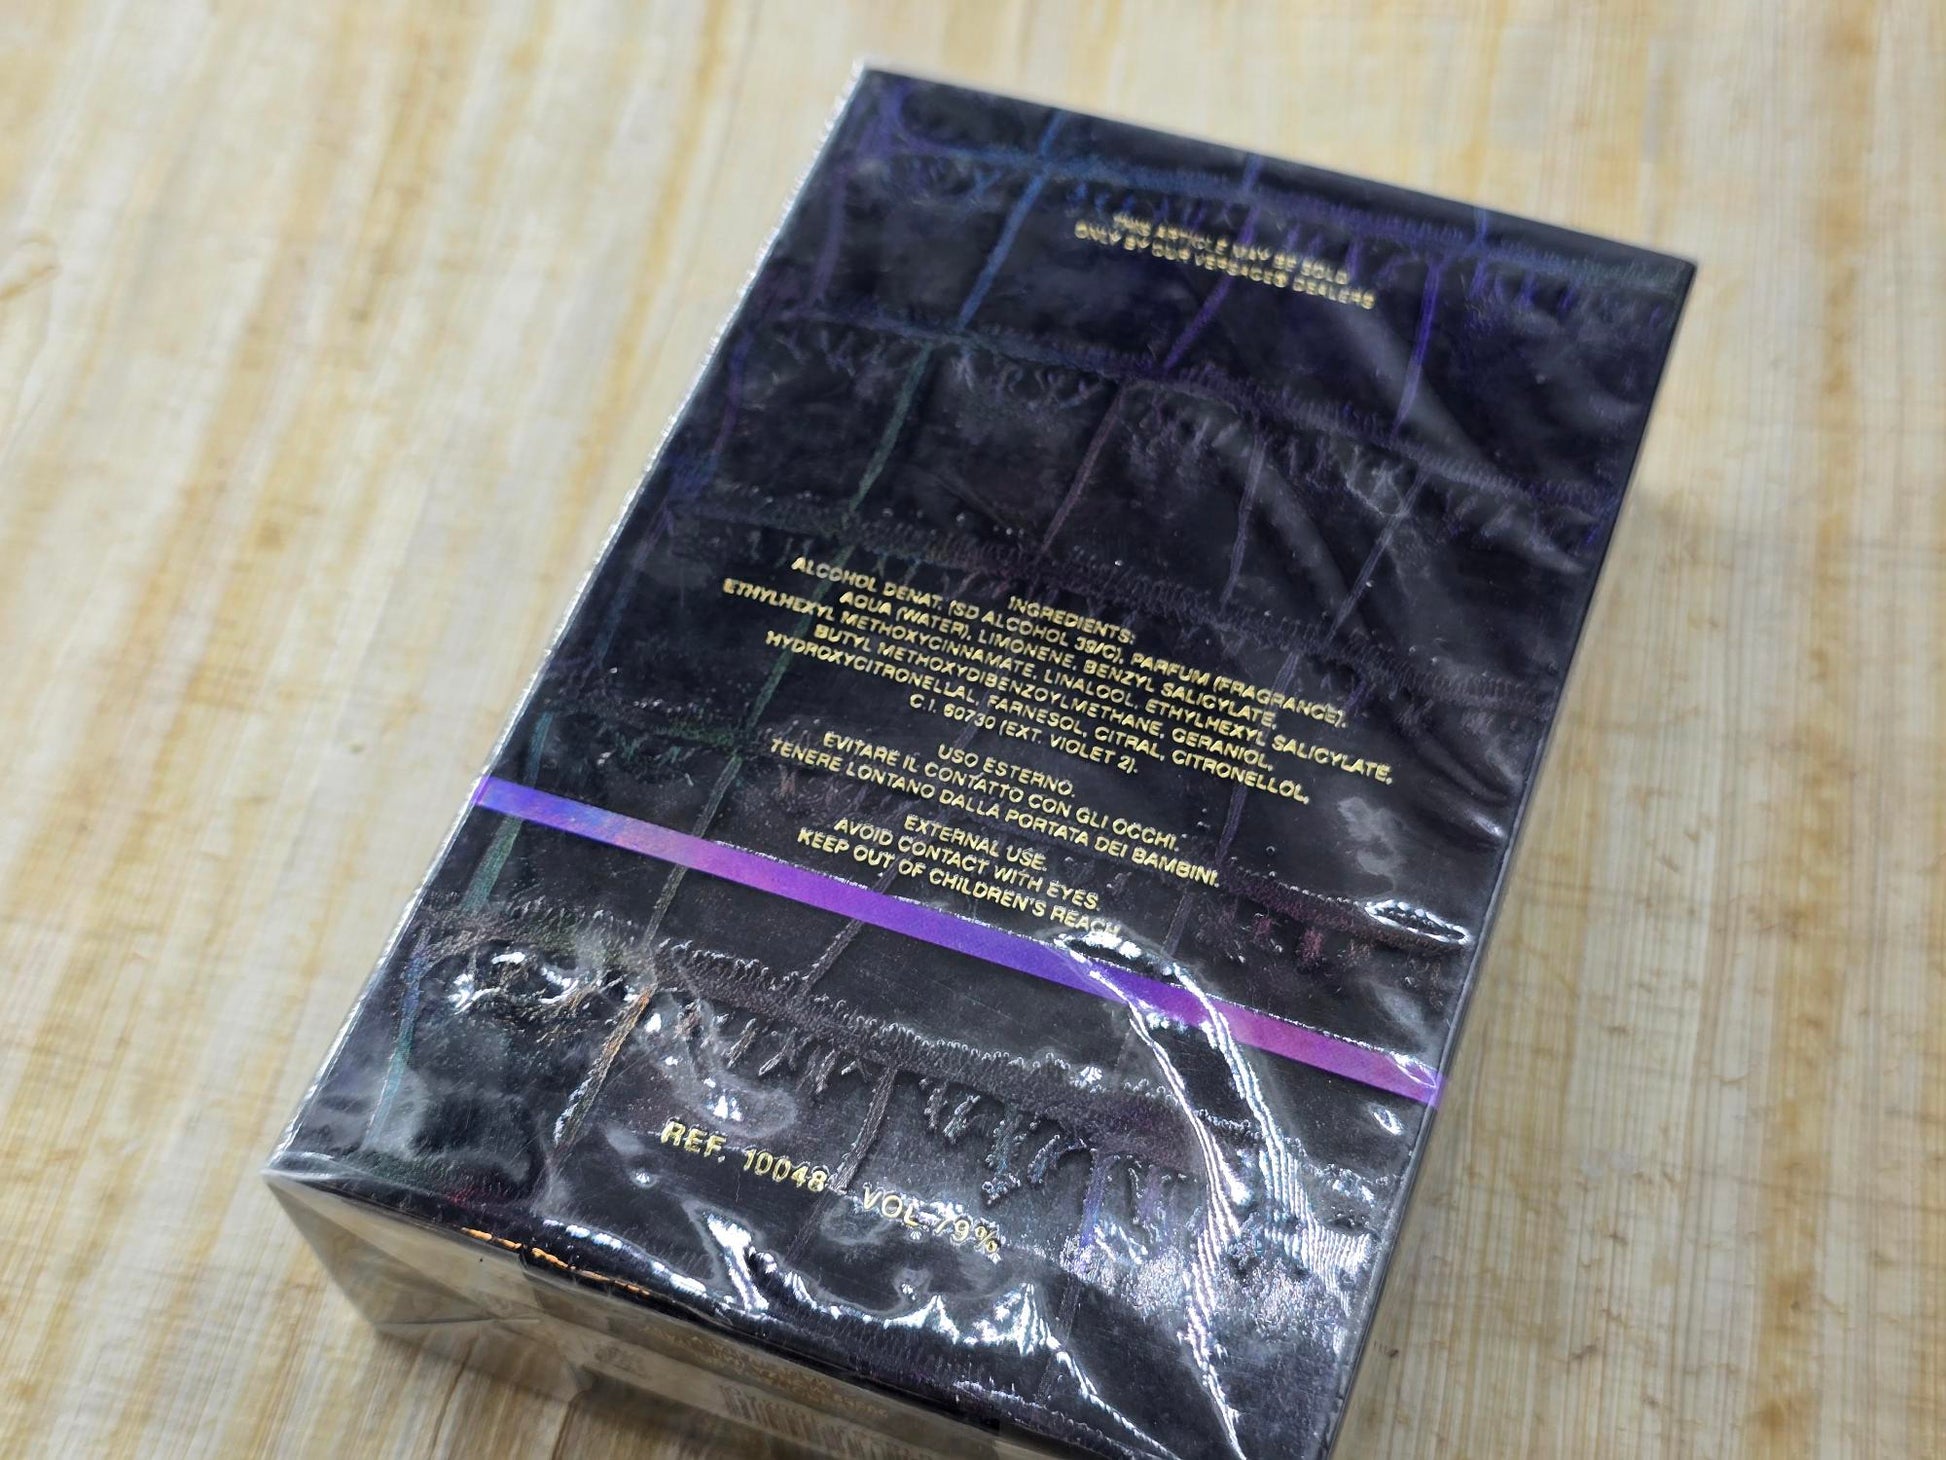 THIS ARTICLE MAY BE SOLD
ONLY BY OUR VERSACE® DEALERS
INGREDIENTS:
ALCOHOL DENAT. (SD ALCOHOL 39/C), PARFUM (FRAGRANCE),
AQUA (WATER), LIMONENE, BENZYL SALICYLATE,
ETHYLHEXYL METHOXYCINNAMATE, LINALOOL, ETHYLHEXYL SALICYLATE,
BUTYL METHOXYDIBENZOYLMETHANE, GERANIOL,
HYDROXYCITRONELLAL, FARNESOL, CITRAL, CITRONELLOL,
C.I. 60730 (EXT. VIOLET 2).
USO ESTERNO.
EVITARE IL CONTATTO CON GLI OCCHI.
TENERE LONTANO DALLA PORTATA DEI BAMBINI.
EXTERNAL USE.
AVOID CONTACT WITH EYES.
KEEP OUT OF CHILDREN'S REACH.
REF. 10048 VOL 79%